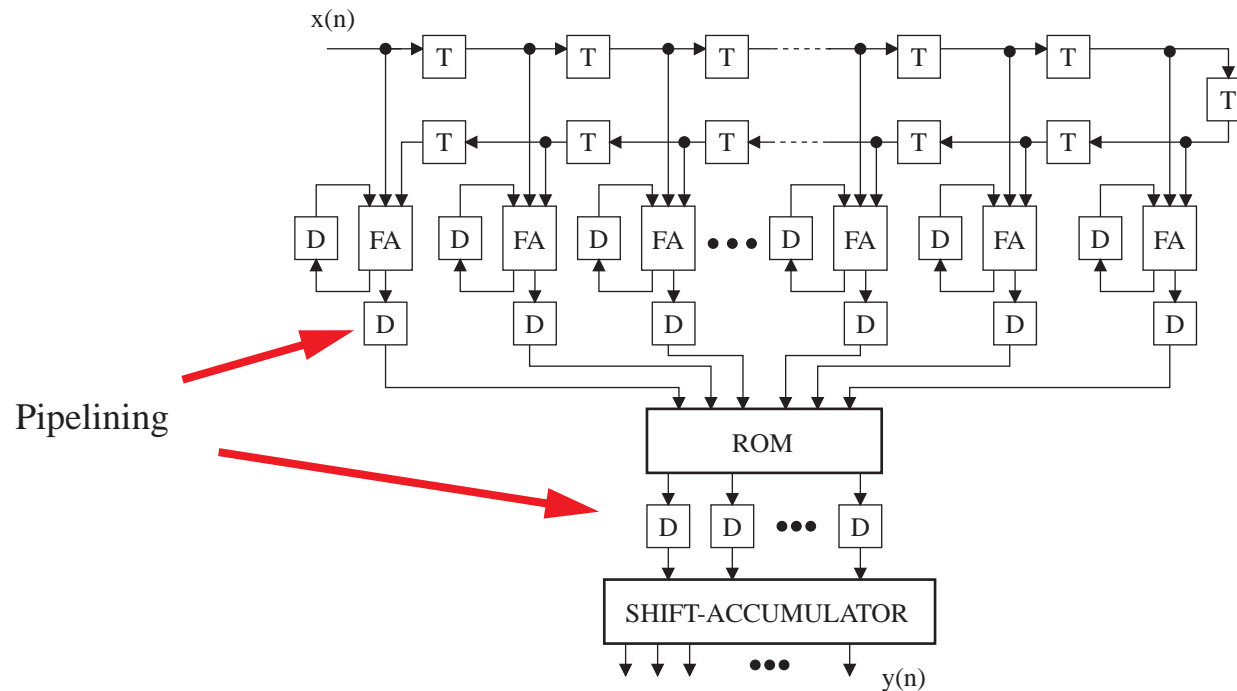 x(n)
T T T T T
T
T T T T T
D FA D FA D FA D FA D FA D FA
D D D D D D
Pipelining
ROM
D D D
SHIFT-ACCUMULATOR
y(n)